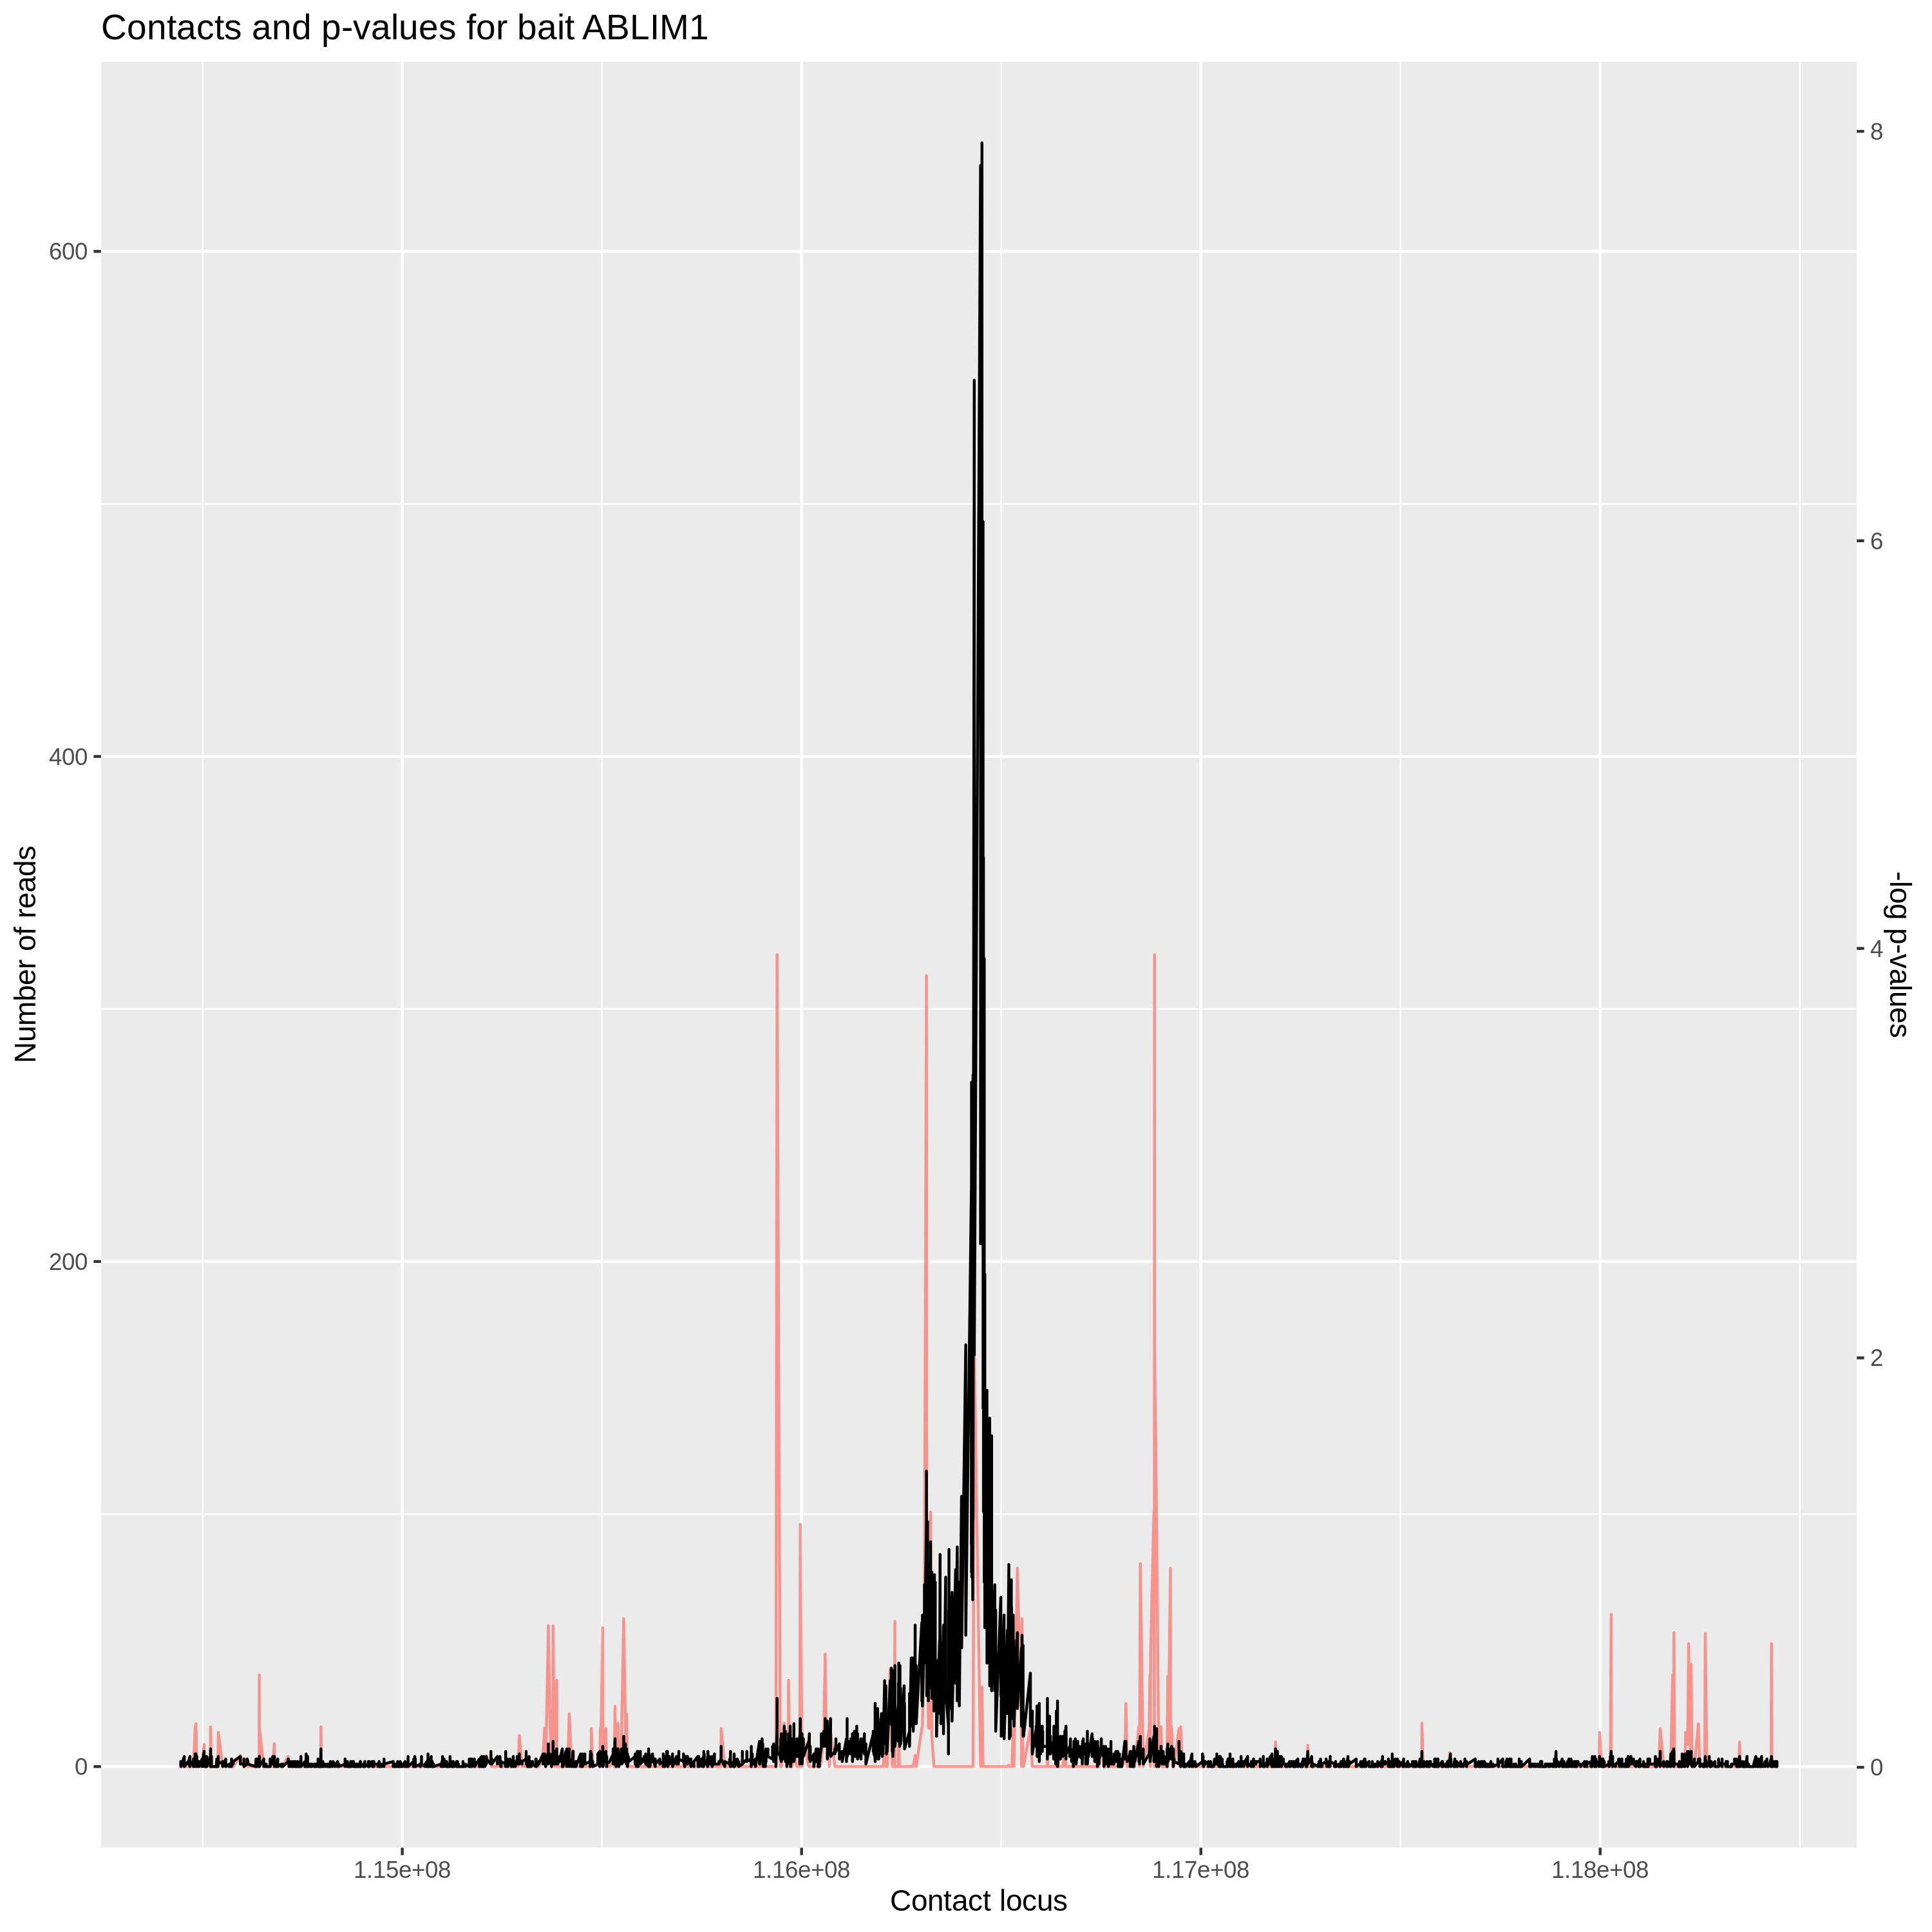 Contacts and p-values for bait ABLIM1
Number of reads
600
400
200
0
8
6
4
2
0
-log p-values
1.15e+08
1.16e+08
1.17e+08
1.18e+08
Contact locus